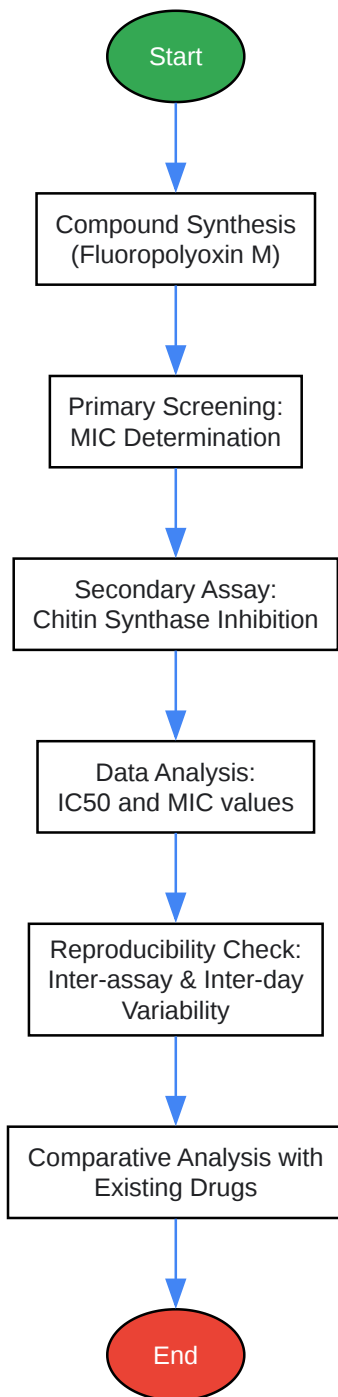 Start
Compound Synthesis
(Fluoropolyoxin M)
Primary Screening:
MIC Determination
Secondary Assay:
Chitin Synthase Inhibition
Data Analysis:
IC50 and MIC values
Reproducibility Check:
Inter-assay & Inter-day
Variability
Comparative Analysis with
Existing Drugs
End